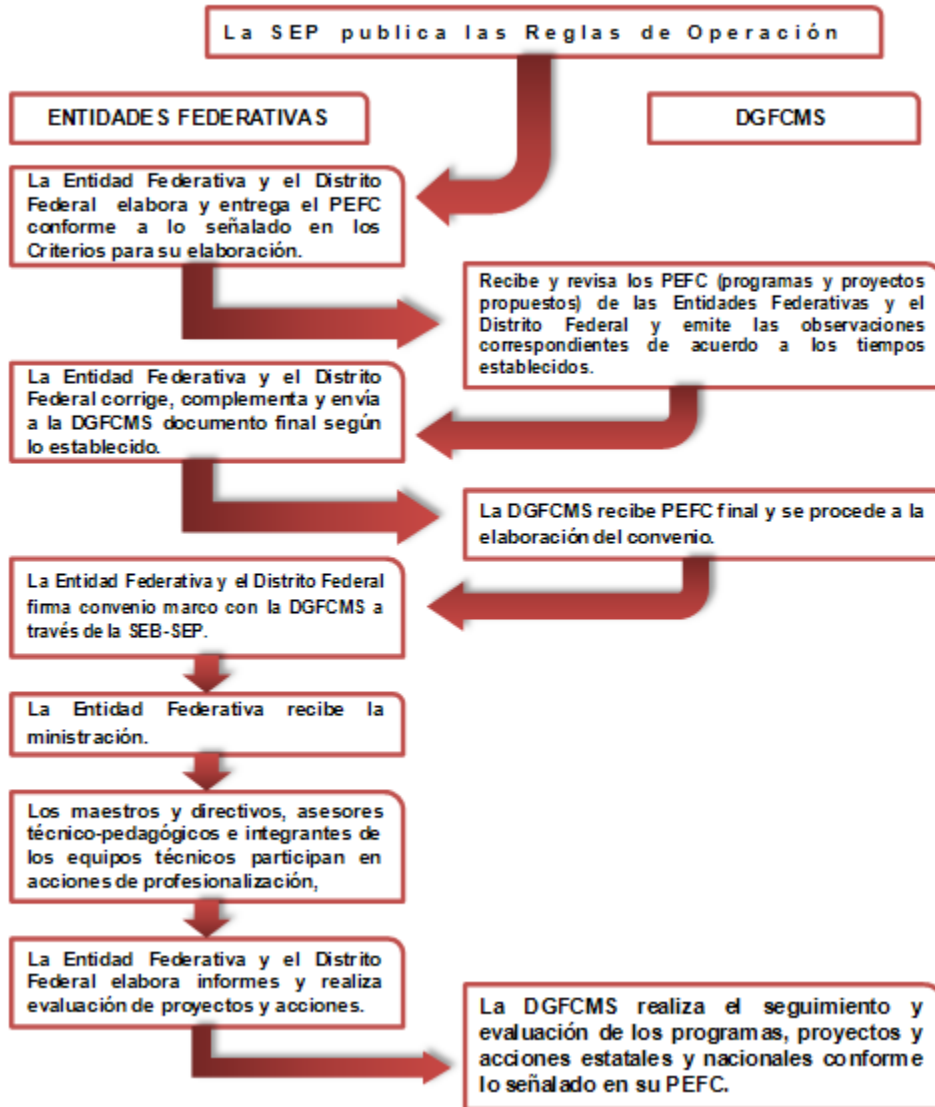 La SEP publica las Reglas de Operación
ENTIDADES FEDERATIVAS
DGFCMS
La Entidad Federativa y el Distrito
Federal elabora y entrega el PEFC
conforme a lo señalado en los
Criterios para su elaboración.
Recibe y revisa los PEFC (programas y proyectos
propuestos) de las Entidades Federativas y el
Distrito Federal y emite las observaciones
correspondientes de acuerdo a los tiempos
establecidos.
La Entidad Federativa y el Distrito
Federal corrige, complementa y envía
a la DGFCMS documento final según
lo establecido.
La DGFCMS recibe PEFC final y se procede a la
elaboración del convenio.
La Entidad Federativa y el Distrito Federal
firma convenio marco con la DGFCMS a
través de la SEB-SEP.
La Entidad Federativa recibe la
ministración.
Los maestros y directivos, asesores
técnico-pedagógicos e integrantes de
los equipos técnicos participan en
acciones de profesionalización,
La Entidad Federativa y el Distrito
Federal elabora informes y realiza
evaluación de proyectos y acciones.
La DGFCMS realiza el seguimiento y
evaluación de los programas, proyectos y
acciones estatales y nacionales conforme
lo señalado en su PEFC.